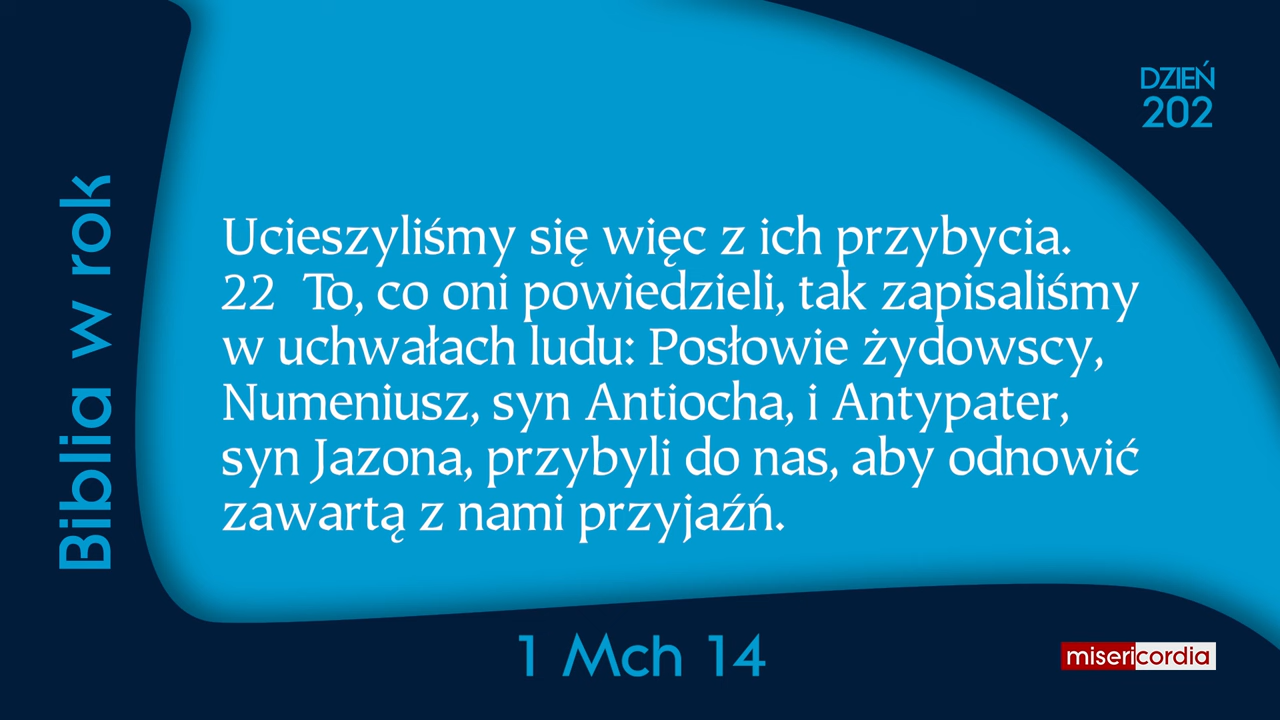 DZIEŃ
202
Biblia w rok
Ucieszyliśmy się więc z ich przybycia.
22 To, co oni powiedzieli, tak zapisaliśmy
w uchwałach ludu: Posłowie żydowscy,
Numeniusz, syn Antiocha, i Antypater,
syn Jazona, przybyli do nas, aby odnowić
zawartą z nami przyjaźń.
1 Mch 14
misericordia